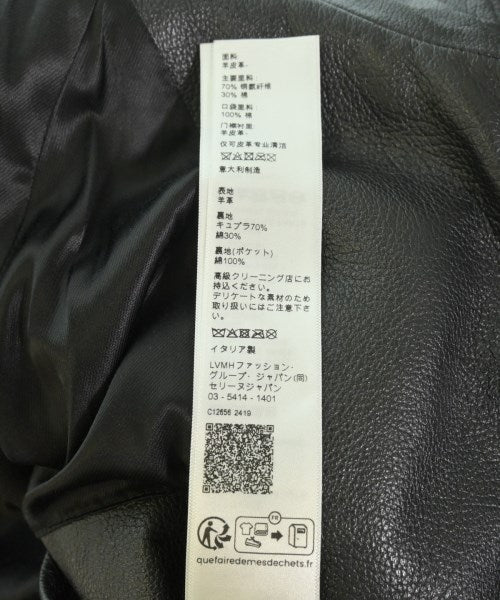 面料:
羊皮革·
主要里料:
70% 铜氨纤维
30% 棉
口袋里料:
100% 棉
门襟衬里:
羊皮革·
仅可皮革专业清洁
意大利制造
表地
羊革
裏地
キュプラ70%
綿30%
裏地(ポケット)
綿100%
高級クリーニング店にお
持込ください。
デリケートな素材のため
取り扱いにはご注意下さ
い。
イタリア製
LVMHファッション·
グループ·ジャパン(同)
セリーヌジャパン
03 - 5414 - 1401
C12656 2419
FR
quefairedemesdechets.fr